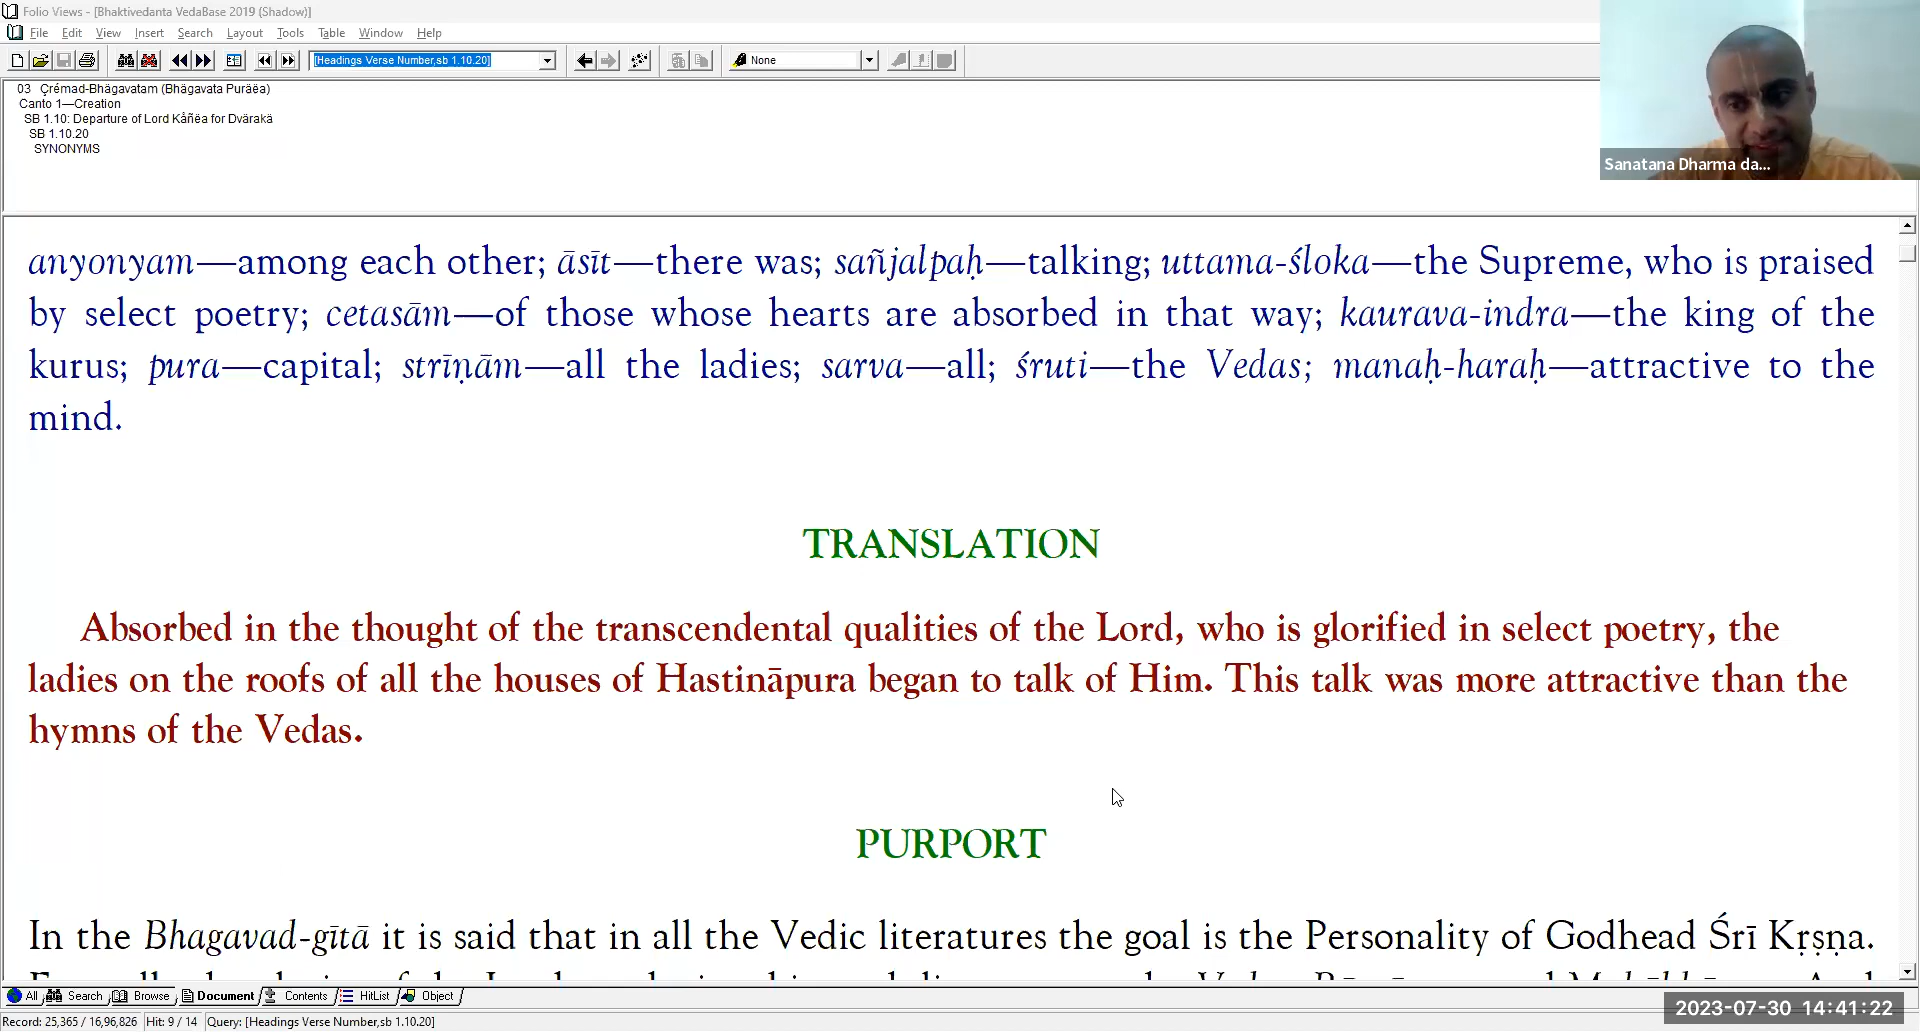 Folio Views - [Bhaktivedanta VedaBase 2019 (Shadow)]
File Edit View Insert Search Layout Tools Table Window Help
[Headings Verse Number,sb 1.10.20]
None
03 Çrémad-Bhägavatam (Bhägavata Puräëa)
Canto 1—Creation
SB 1.10: Departure of Lord Kåñëa for Dvärakä
SB 1.10.20
SYNONYMS
Sanatana Dharma da...
anyonyam—among each other; āsīt—there was; sañjalpaḥ—talking; uttama-śloka—the Supreme, who is praised
by select poetry; cetasām—of those whose hearts are absorbed in that way; kaurava-indra—the king of the
kurus; pura—capital; strīṇām—all the ladies; sarva—all; śruti—the Vedas; manaḥ-haraḥ—attractive to the
mind.
TRANSLATION
Absorbed in the thought of the transcendental qualities of the Lord, who is glorified in select poetry, the
ladies on the roofs of all the houses of Hastināpura began to talk of Him. This talk was more attractive than the
hymns of the Vedas.
PURPORT
In the Bhagavad-gītā it is said that in all the Vedic literatures the goal is the Personality of Godhead Śrī Kṛṣṇa.
All Search Browse Document Contents HitList Object
2023-07-30 14:41:22
Record: 25,365 / 16,96,826 Hit: 9 / 14 Query: [Headings Verse Number,sb 1.10.20]